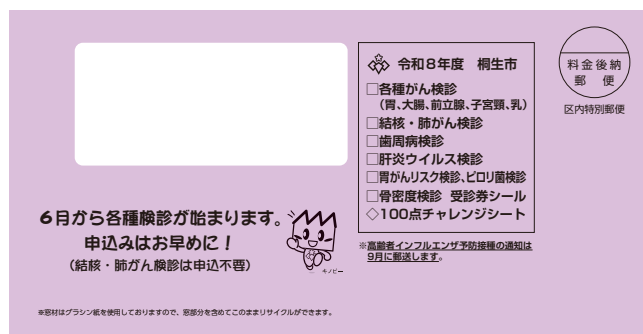 料金後納
郵　便
区内特別郵便
令和8年度　桐生市
□各種がん検診
（胃、大腸、前立腺、子宮頸、乳）
□結核・肺がん検診
□歯周病検診
□肝炎ウイルス検診
□胃がんリスク検診、ピロリ菌検診
□骨密度検診　受診券シール
◇100点チャレンジシート
※高齢者インフルエンザ予防接種の通知は
9月に郵送します。
6月から各種検診が始まります。
申込みはお早めに！
（結核・肺がん検診は申込不要）
キノピー
※窓材はグラシン紙を使用しておりますので、窓部分を含めてこのままリサイクルができます。